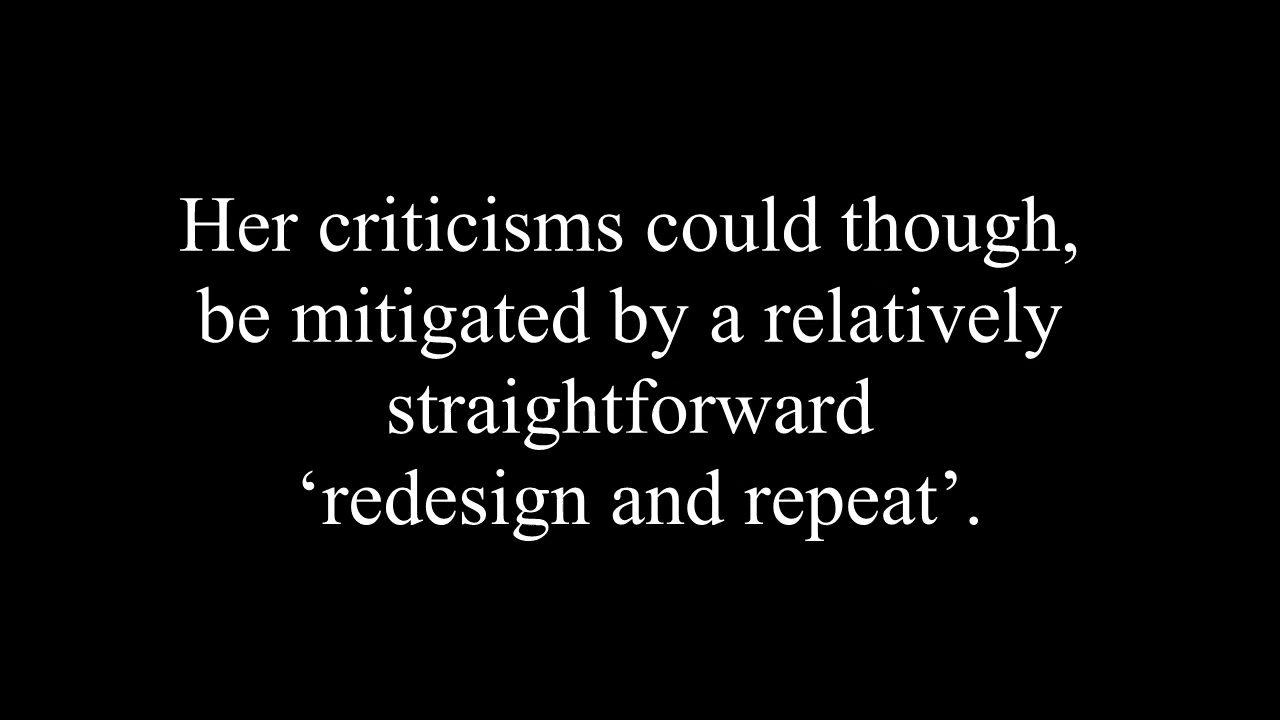 Her criticisms could though,
be mitigated by a relatively
straightforward
‘redesign and repeat’.